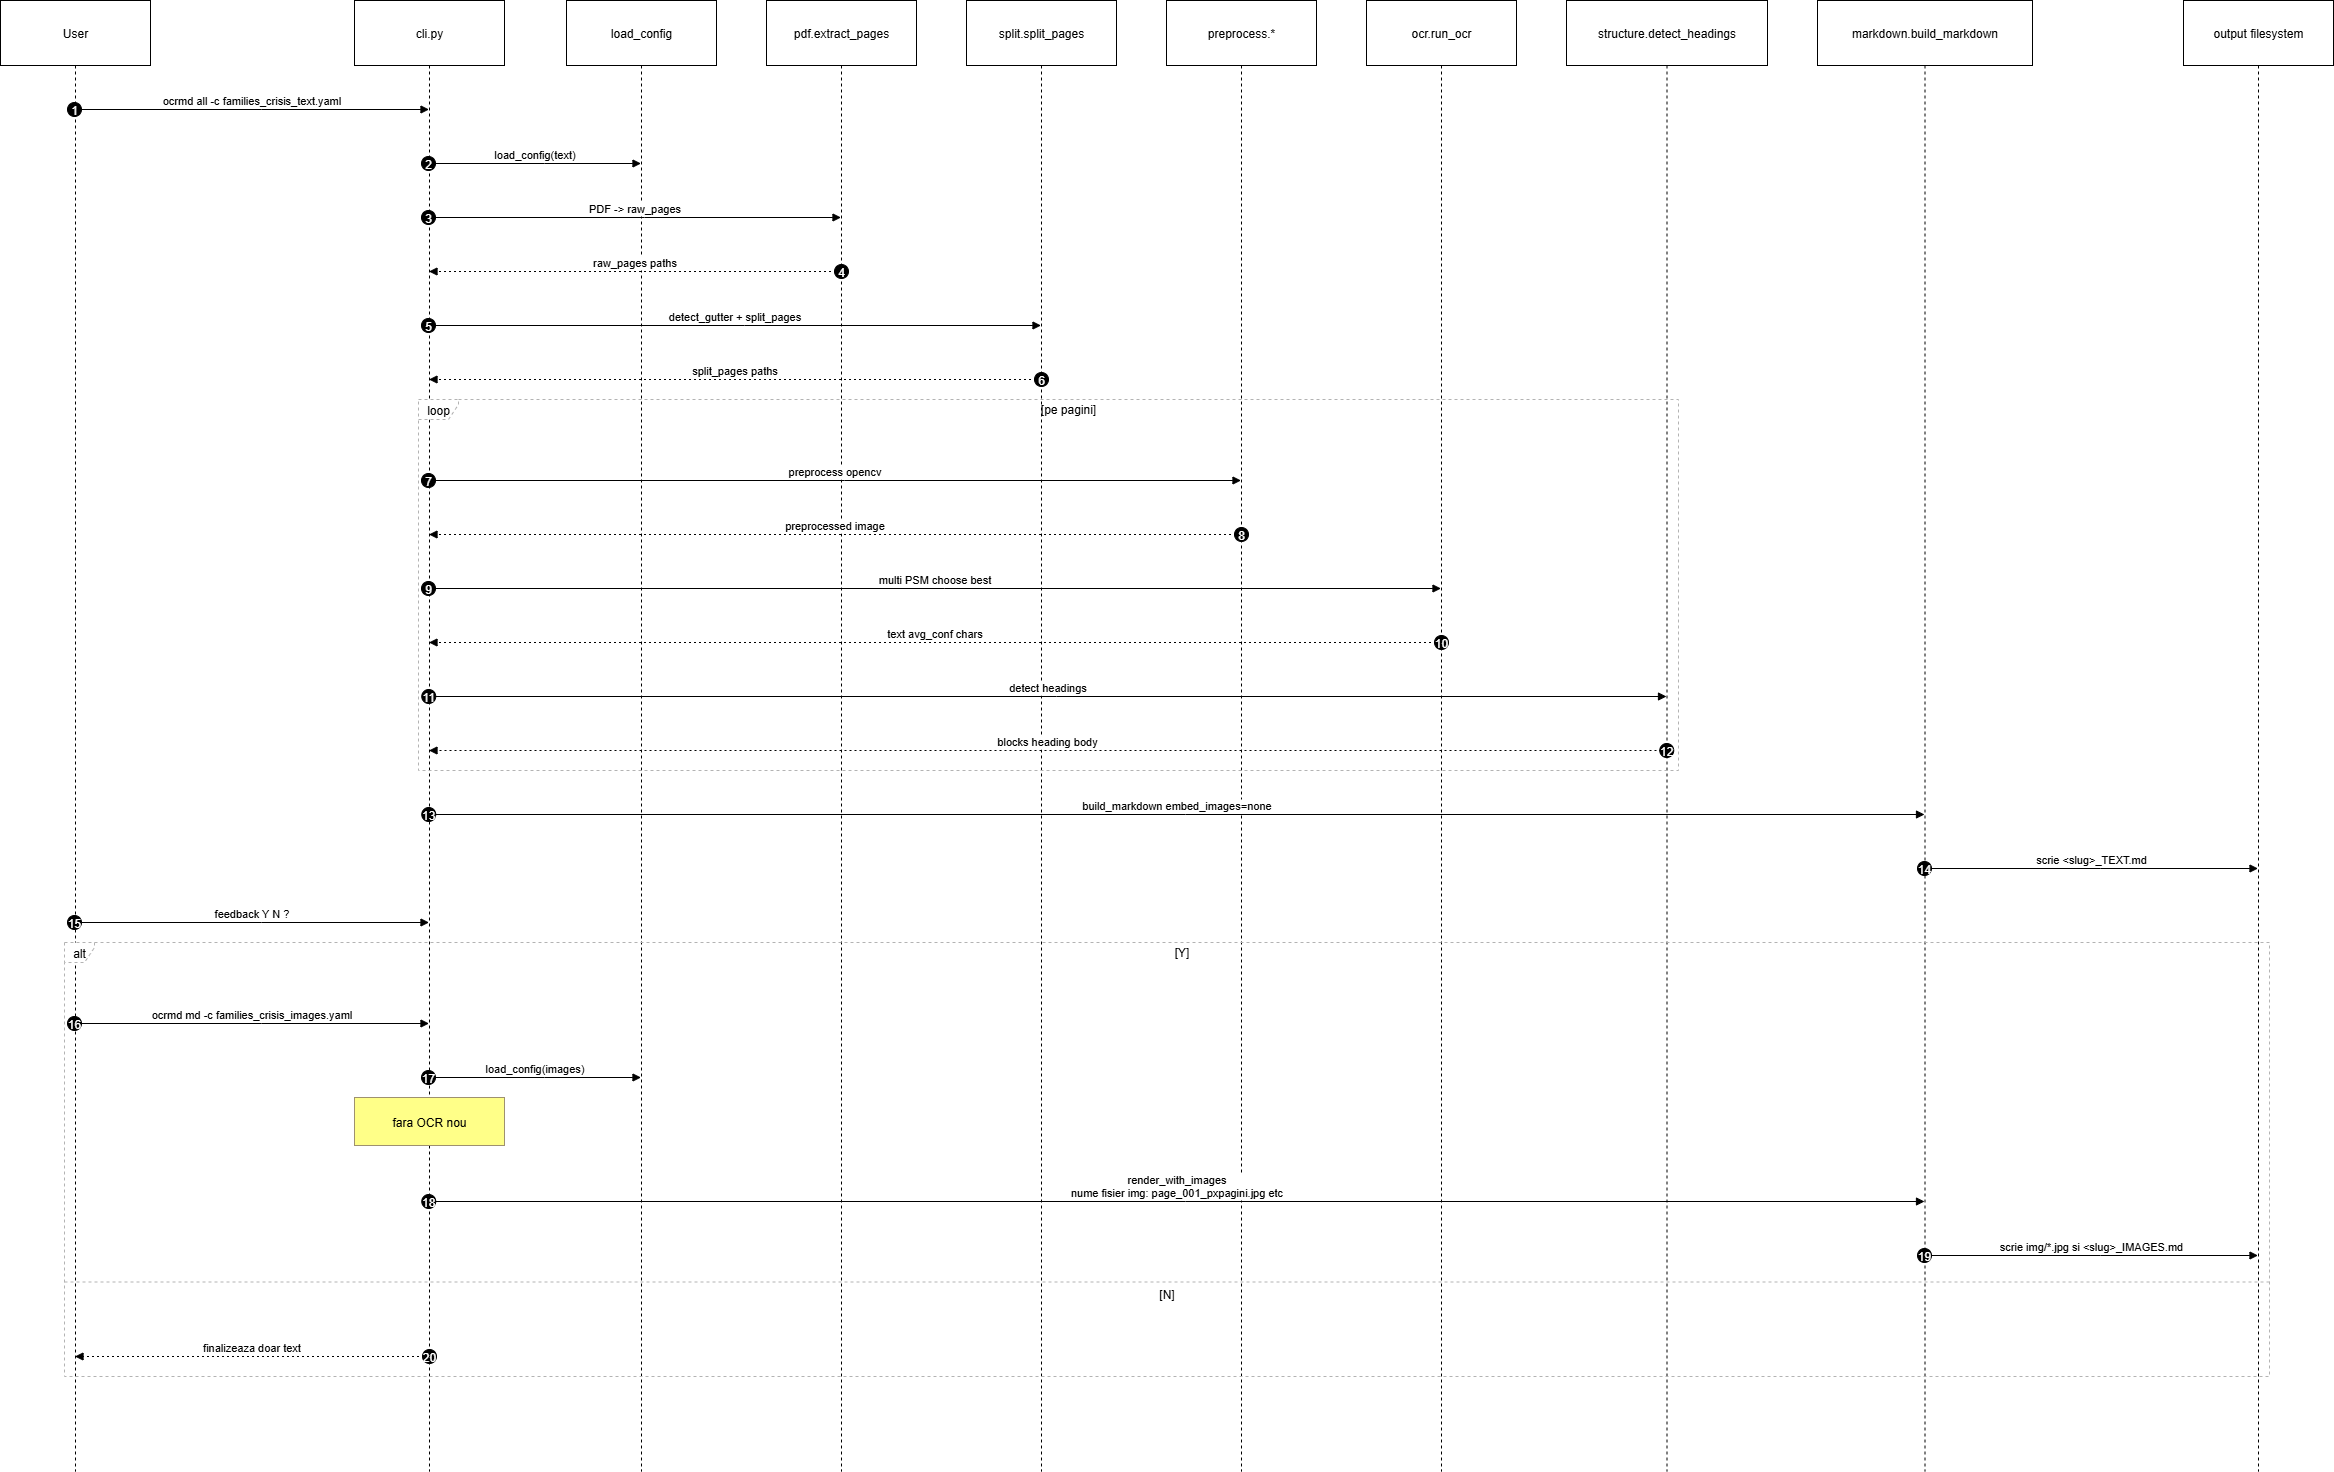 User
cli.py
load_config
pdf.extract_pages
split.split_pages
preprocess.*
ocr.run_ocr
structure.detect_headings
markdown.build_markdown
output filesystem
1
ocrmd all -c families_crisis_text.yaml
2
load_config(text)
3
PDF -> raw_pages
raw_pages paths
4
5
detect_gutter + split_pages
split_pages paths
6
loop
[pe pagini]
7
preprocess opencv
preprocessed image
8
9
multi PSM choose best
text avg_conf chars
10
11
detect headings
blocks heading body
12
13
build_markdown embed_images=none
14
scrie <slug>_TEXT.md
15
feedback Y N ?
alt
[Y]
16
ocrmd md -c families_crisis_images.yaml
17
load_config(images)
fara OCR nou
render_with_images
18
nume fisier img: page_001_pxpagini.jpg etc
19
scrie img/*.jpg si <slug>_IMAGES.md
[N]
finalizeaza doar text
20